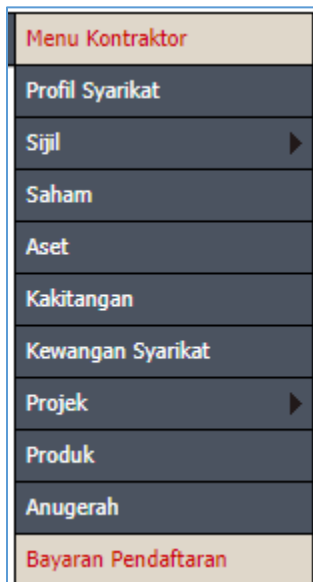 Menu Kontraktor
Profil Syarikat
Sijil
Saham
Aset
Kakitangan
Kewangan Syarikat
Projek
Produk
Anugerah
Bayaran Pendaftaran